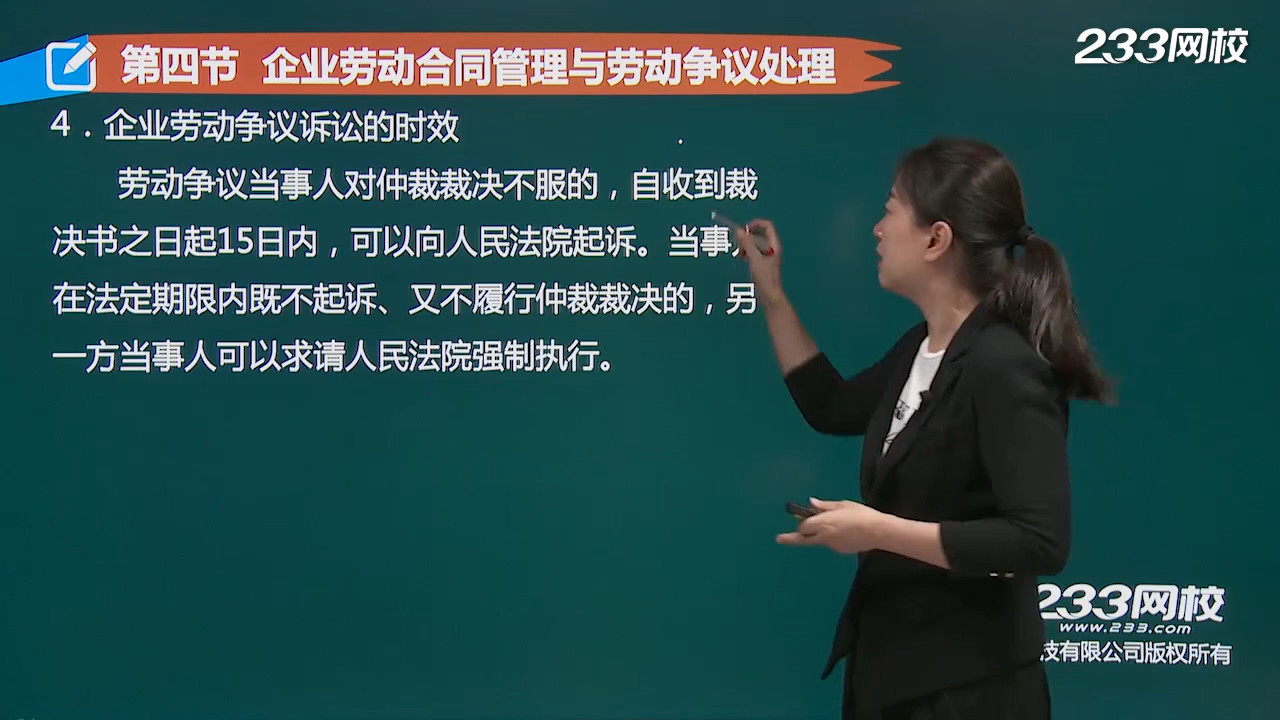 233网校
第四节 企业劳动合同管理与劳动争议处理
4．企业劳动争议诉讼的时效
劳动争议当事人对仲裁裁决不服的，自收到裁
决书之日起15日内，可以向人民法院起诉。当事人
在法定期限内既不起诉、又不履行仲裁裁决的，另
一方当事人可以求请人民法院强制执行。
233网校
www.233.com
技有限公司版权所有